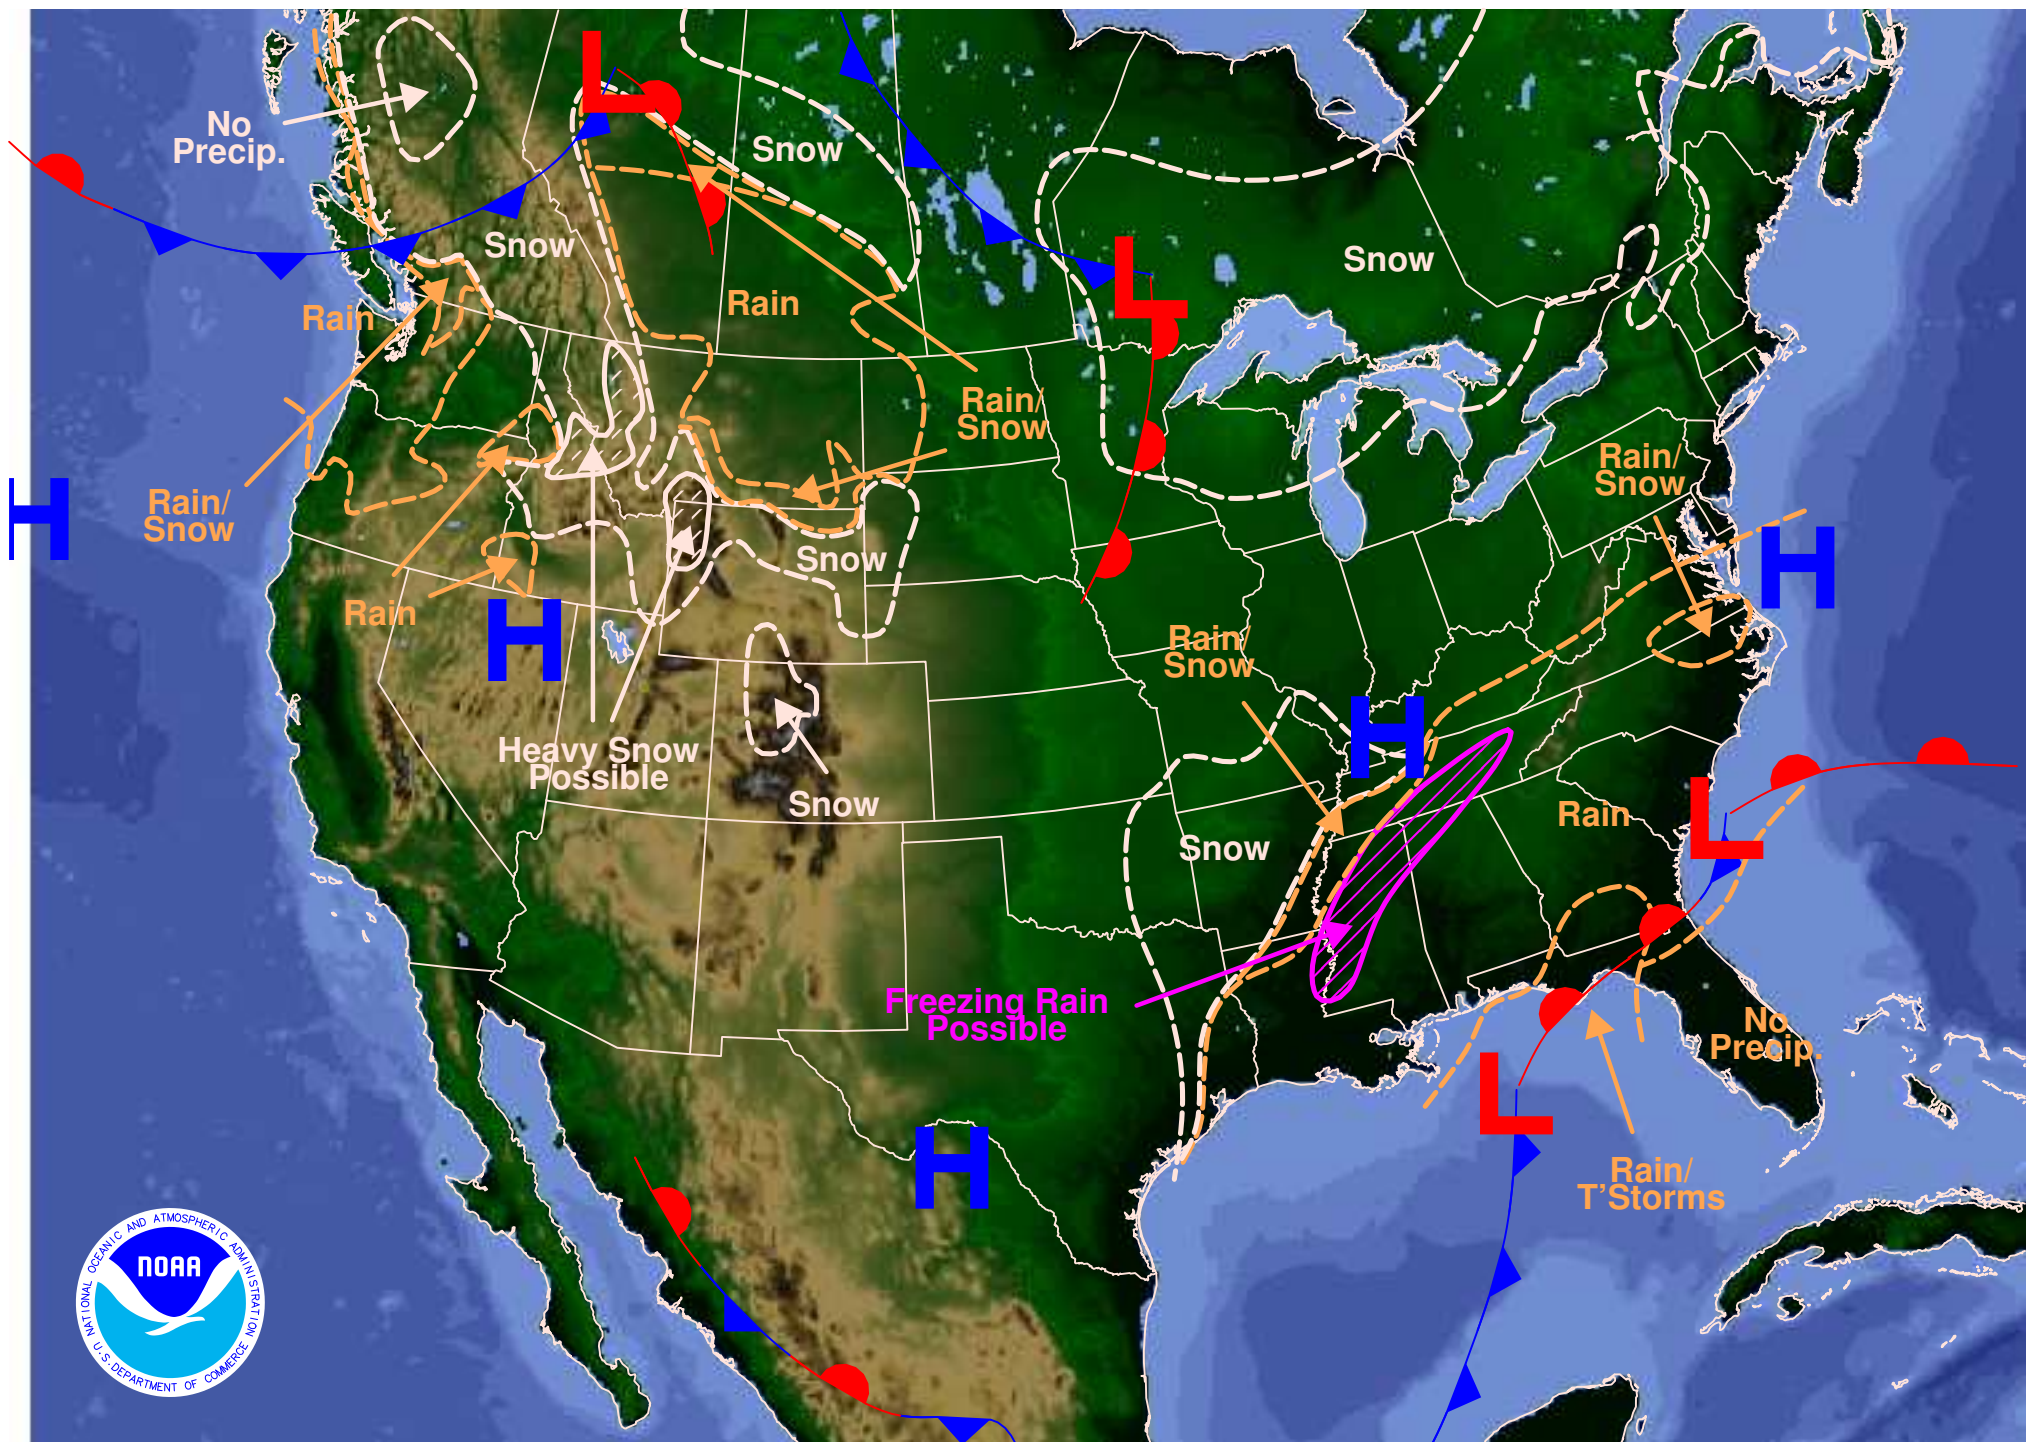 L
No
Precip.
Snow
Snow
L
Snow
Rain
Rain
Rain/
Snow
Rain/
Snow
Rain/
Snow
H
Snow
H
Rain
H
Rain/
Snow
H
Heavy Snow
Possible
Snow
Snow
Rain
L
Freezing Rain
Possible
No
Precip.
L
H
Rain/
T'Storms
NATIONAL OCEANIC AND ATMOSPHERIC ADMINISTRATION
NOAA
U.S. DEPARTMENT OF COMMERCE